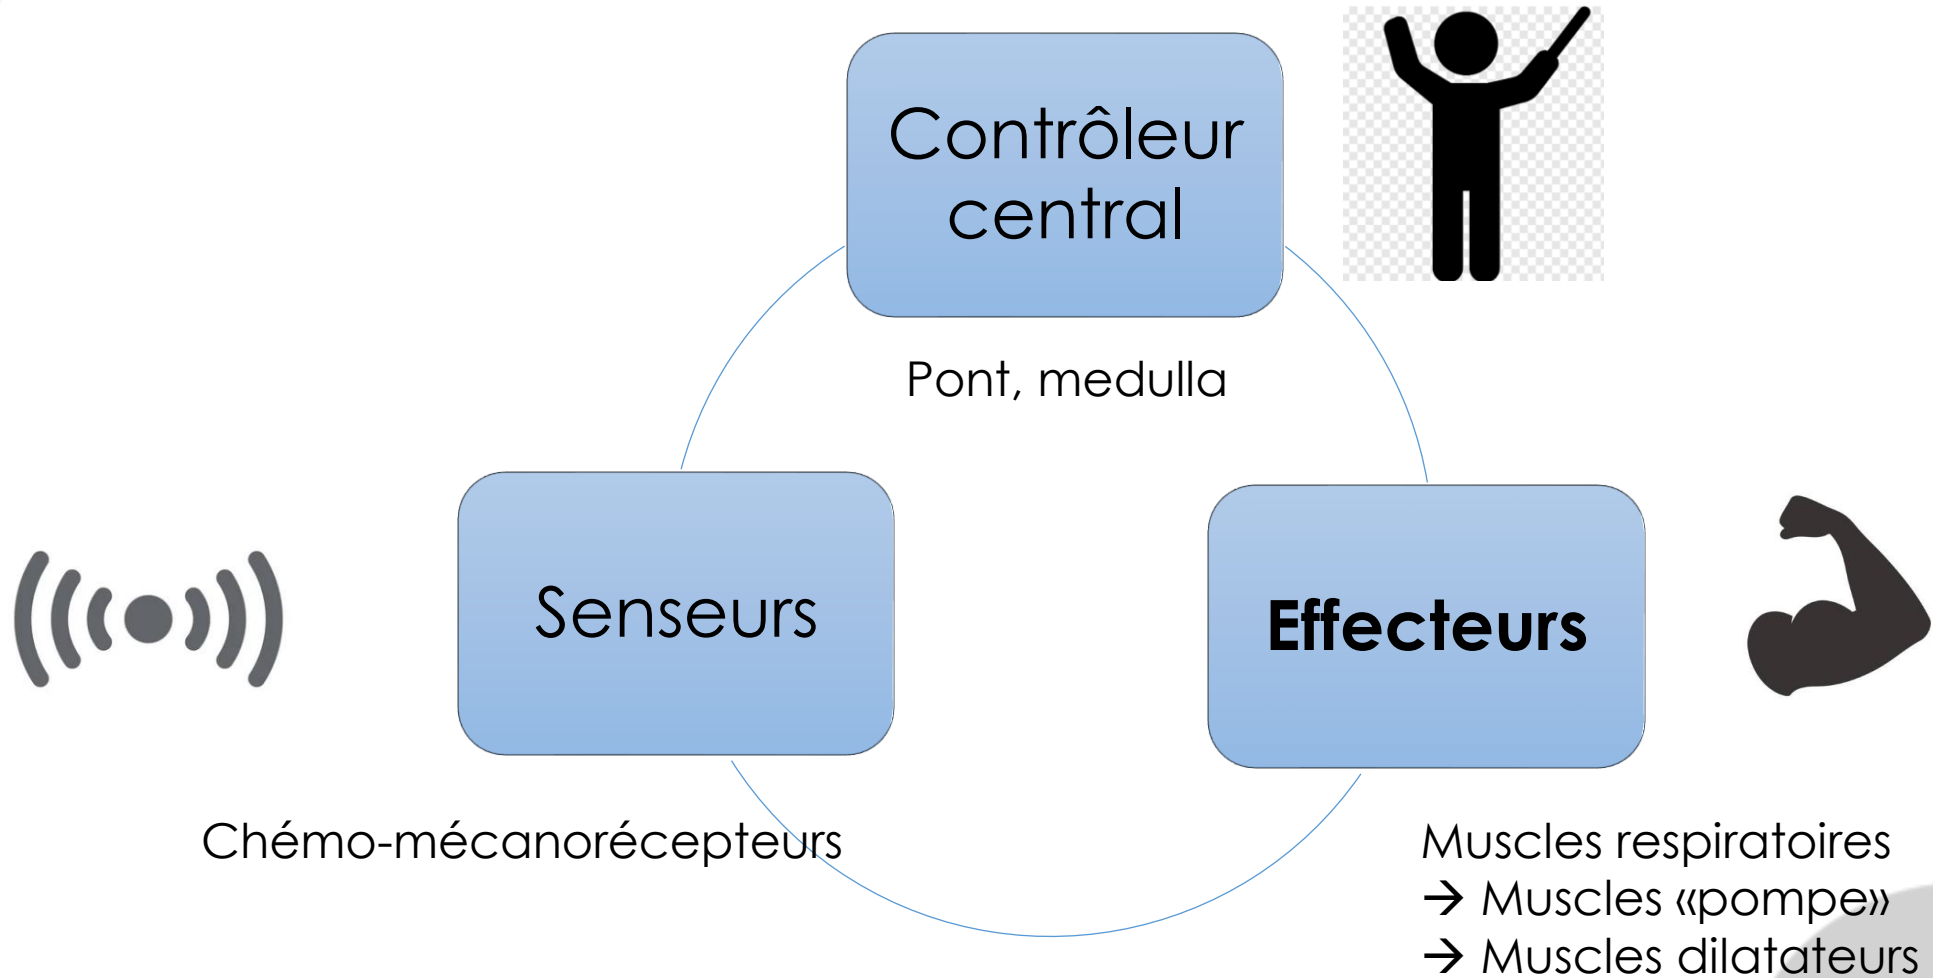 Contrôleur
central
Pont, medulla
Senseurs
Effecteurs
Chémo-mécanorécepteurs
Muscles respiratoires
→ Muscles «pompe»
→ Muscles dilatateurs